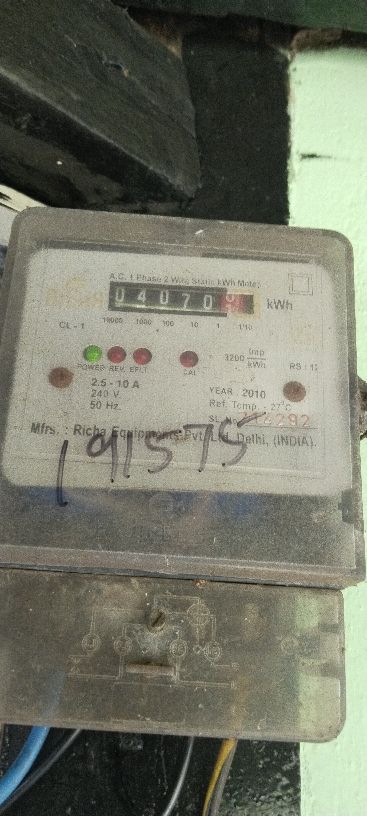 A.C. 1 Phase 2 Wire Static kWh Meter
04070
kWh
10000 1000 100 10 1 1/10
CL - 1
3200 imp/kWh
POWER REV. E/F.T. CAL
2.5 - 10 A
240 V
50 Hz.
YEAR : 2010
Ref. Temp. - 27°C
Mfrs. : Richa Equipments Pvt. Delhi, (INDIA).
191575